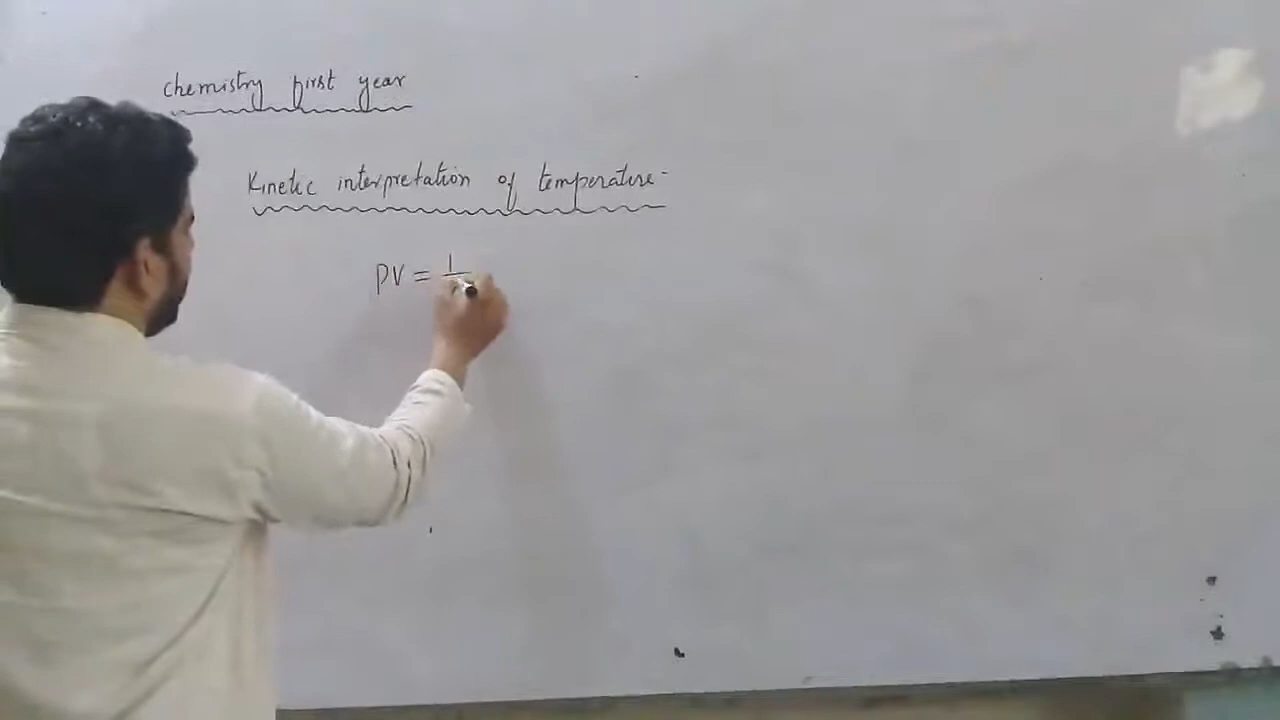 chemistry first year
Kinetic interpretation of temperature-
PV = 1